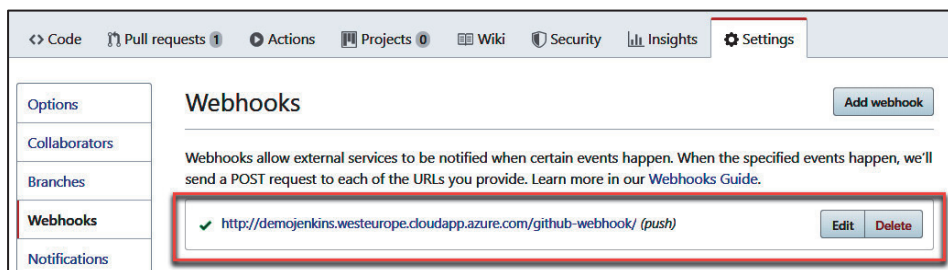 Code Pull requests 1 Actions Projects 0 Wiki Security Insights Settings
Options
Collaborators
Branches
Webhooks
Notifications
Webhooks
Add webhook
Webhooks allow external services to be notified when certain events happen. When the specified events happen, we'll
send a POST request to each of the URLs you provide. Learn more in our Webhooks Guide.
http://demojenkins.westeurope.cloudapp.azure.com/github-webhook/ (push)
Edit Delete